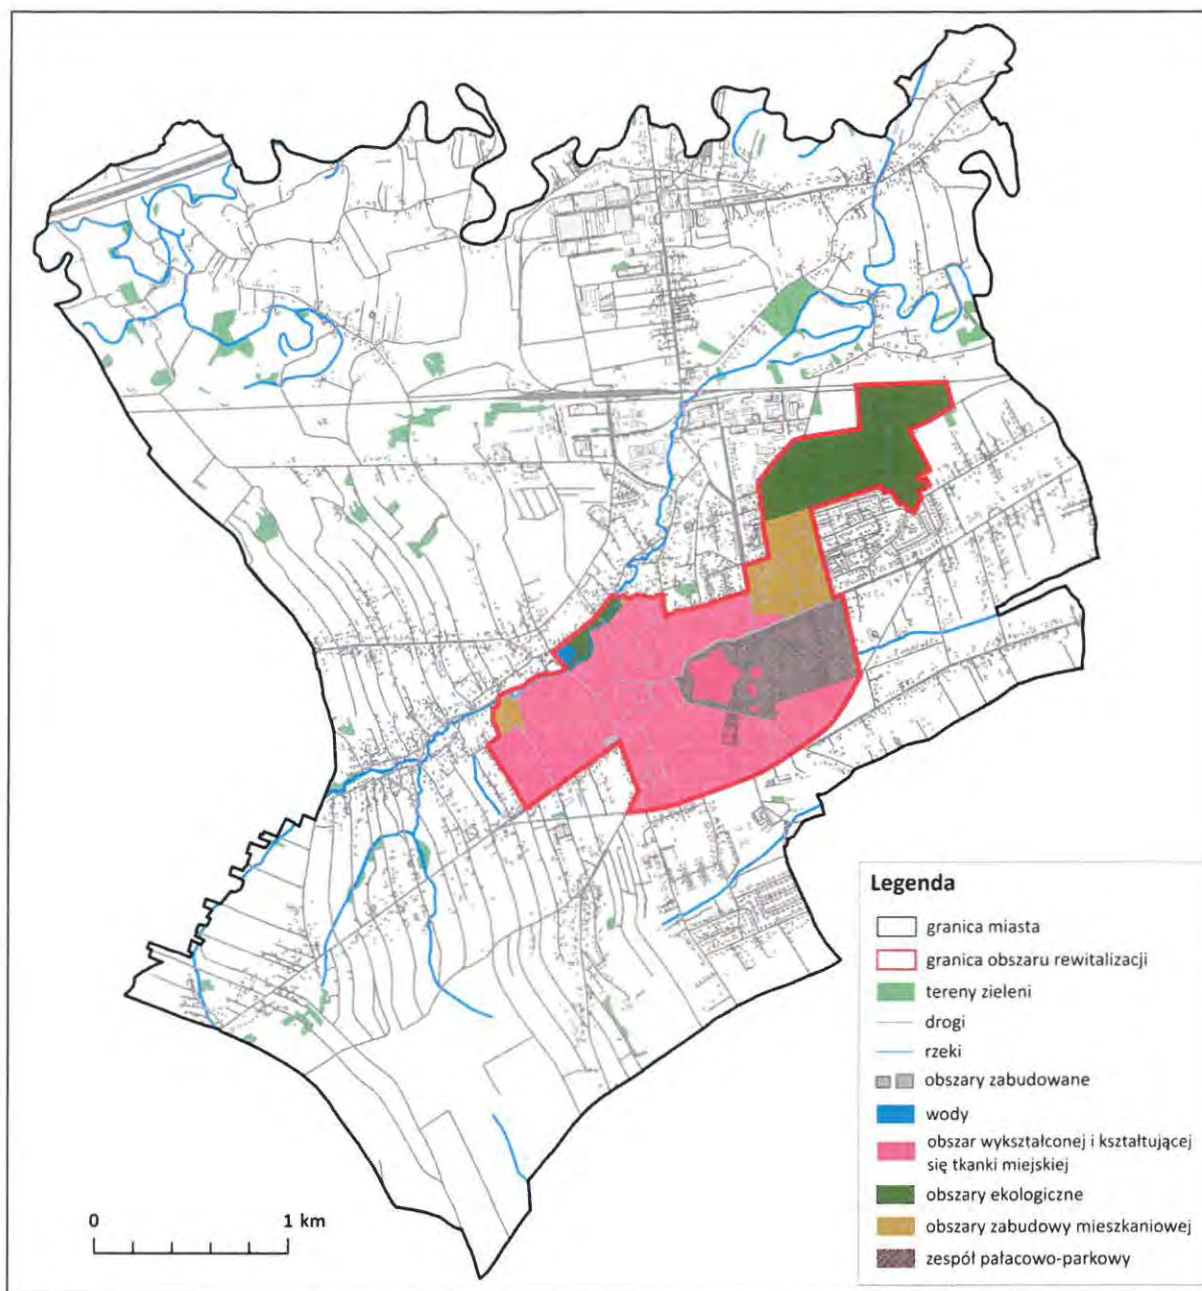 Legenda
granica miasta
granica obszaru rewitalizacji
tereny zieleni
drogi
rzeki
obszary zabudowane
wody
obszar wykształconej i kształtującej
się tkanki miejskiej
obszary ekologiczne
obszary zabudowy mieszkaniowej
zespół pałacowo-parkowy
0 1 km